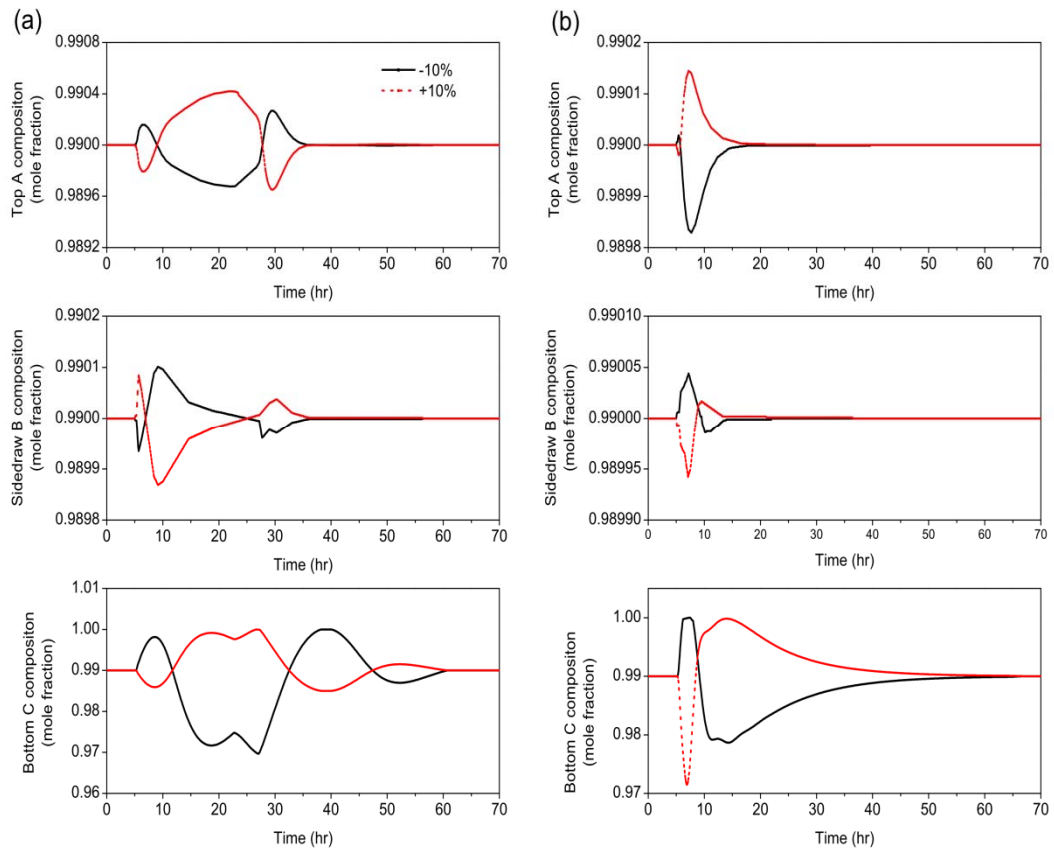 (a)
0.9908
0.9904
0.9900
0.9896
0.9892
Top A compositon
(mole fraction)
-10%
+10%
0 10 20 30 40 50 60 70
Time (hr)
0.9902
0.9901
0.9900
0.9899
0.9898
Sidedraw B compositon
(mole fraction)
0 10 20 30 40 50 60 70
Time (hr)
1.01
1.00
0.99
0.98
0.97
0.96
Bottom C compositon
(mole fraction)
0 10 20 30 40 50 60 70
Time (hr)
(b)
0.9902
0.9901
0.9900
0.9899
0.9898
Top A compositon
(mole fraction)
0 10 20 30 40 50 60 70
Time (hr)
0.99010
0.99005
0.99000
0.98995
0.98990
Sidedraw B compositon
(mole fraction)
0 10 20 30 40 50 60 70
Time (hr)
1.00
0.99
0.98
0.97
Bottom C compositon
(mole fraction)
0 10 20 30 40 50 60 70
Time (hr)